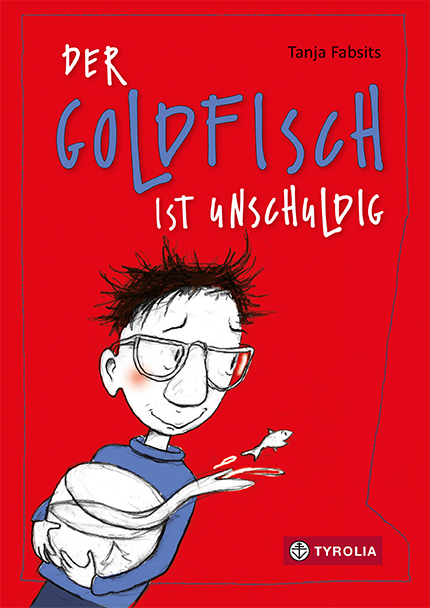 Tanja Fabsits
DER
GOLDFISCH
IST UNSCHULDIG
TYROLIA